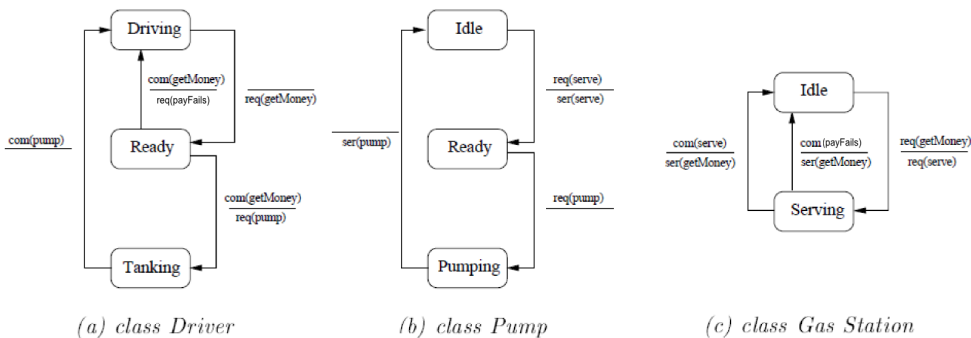 Driving
com(getMoney)
req(payFails)
req(getMoney)
com(pump)
Ready
com(getMoney)
req(pump)
Tanking
(a) class Driver
Idle
req(serve)
ser(serve)
ser(pump)
Ready
req(pump)
Pumping
(b) class Pump
Idle
com(serve)
ser(getMoney)
com(payFails)
ser(getMoney)
req(getMoney)
req(serve)
Serving
(c) class Gas Station